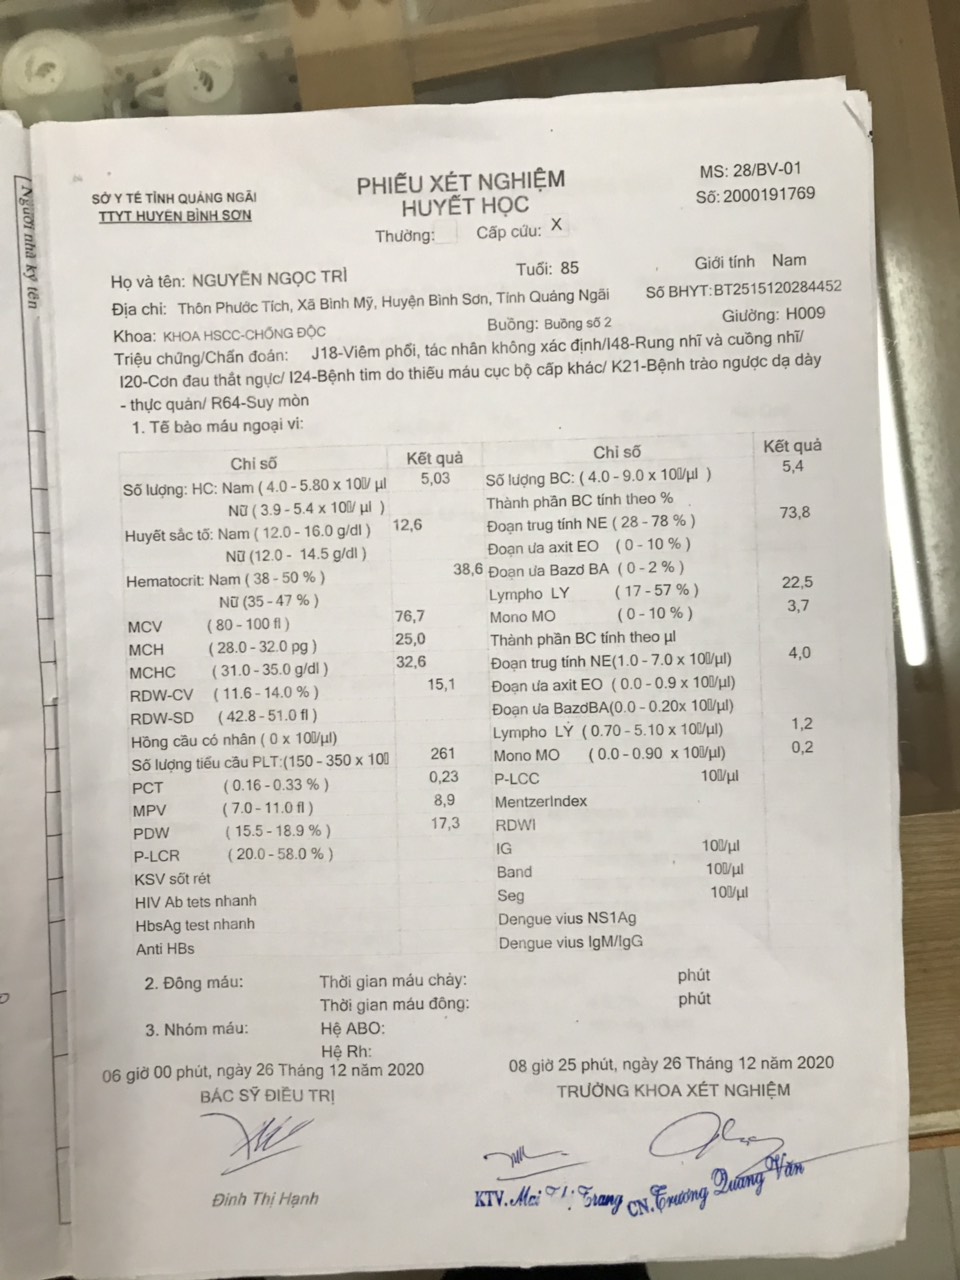 Người nhà ký tên
SỞ Y TẾ TỈNH QUẢNG NGÃI
TTYT HUYỆN BÌNH SƠN
PHIẾU XÉT NGHIỆM
HUYẾT HỌC
Thường: Cấp cứu: X
MS: 28/BV-01
Số: 2000191769
Họ và tên: NGUYỄN NGỌC TRÌ Tuổi: 85 Giới tính Nam
Địa chỉ: Thôn Phước Tích, Xã Bình Mỹ, Huyện Bình Sơn, Tỉnh Quảng Ngãi Số BHYT:BT2515120284452
Khoa: KHOA HSCC-CHỐNG ĐỘC Buồng: Buồng số 2 Giường: H009
Triệu chứng/Chẩn đoán: J18-Viêm phổi, tác nhân không xác định/I48-Rung nhĩ và cuồng nhĩ/
I20-Cơn đau thắt ngực/ I24-Bệnh tim do thiếu máu cục bộ cấp khác/ K21-Bệnh trào ngược dạ dày
- thực quản/ R64-Suy mòn
1. Tế bào máu ngoại vi:
Chỉ số Kết quả Chỉ số Kết quả
Số lượng: HC: Nam ( 4.0 - 5.80 x 10▯/ µl 5,03 Số lượng BC: ( 4.0 - 9.0 x 10▯/µl ) 5,4
Nữ ( 3.9 - 5.4 x 10▯/ µl ) Thành phần BC tính theo %
Huyết sắc tố: Nam ( 12.0 - 16.0 g/dl ) 12,6 Đoạn trug tính NE ( 28 - 78 % ) 73,8
Nữ (12.0 - 14.5 g/dl ) Đoạn ưa axit EO ( 0 - 10 % )
Hematocrit: Nam ( 38 - 50 % ) 38,6 Đoạn ưa Bazơ BA ( 0 - 2 % )
Nữ (35 - 47 % ) Lympho LY ( 17 - 57 % ) 22,5
MCV ( 80 - 100 fl ) 76,7 Mono MO ( 0 - 10 % ) 3,7
MCH ( 28.0 - 32.0 pg ) 25,0 Thành phần BC tính theo µl
MCHC ( 31.0 - 35.0 g/dl ) 32,6 Đoạn trug tính NE(1.0 - 7.0 x 10▯/µl) 4,0
RDW-CV ( 11.6 - 14.0 % ) 15,1 Đoạn ưa axit EO ( 0.0 - 0.9 x 10▯/µl)
RDW-SD ( 42.8 - 51.0 fl ) Đoạn ưa BazơBA(0.0 - 0.20x 10▯/µl)
Hồng cầu có nhân ( 0 x 10▯/µl) Lympho LY ( 0.70 - 5.10 x 10▯/µl) 1,2
Số lượng tiểu cầu PLT:(150 - 350 x 10▯ 261 Mono MO ( 0.0 - 0.90 x 10▯/µl) 0,2
PCT ( 0.16 - 0.33 % ) 0,23 P-LCC 10▯/µl
MPV ( 7.0 - 11.0 fl ) 8,9 MentzerIndex
PDW ( 15.5 - 18.9 % ) 17,3 RDWI
P-LCR ( 20.0 - 58.0 % ) IG 10▯/µl
KSV sốt rét Band 10▯/µl
HIV Ab tets nhanh Seg 10▯/µl
HbsAg test nhanh Dengue vius NS1Ag
Anti HBs Dengue vius IgM/IgG
2. Đông máu: Thời gian máu chảy: phút
Thời gian máu đông: phút
3. Nhóm máu: Hệ ABO:
Hệ Rh:
06 giờ 00 phút, ngày 26 Tháng 12 năm 2020 08 giờ 25 phút, ngày 26 Tháng 12 năm 2020
BÁC SỸ ĐIỀU TRỊ TRƯỞNG KHOA XÉT NGHIỆM
Đinh Thị Hạnh KTV. Mai Trang CN. Trương Quang Văn